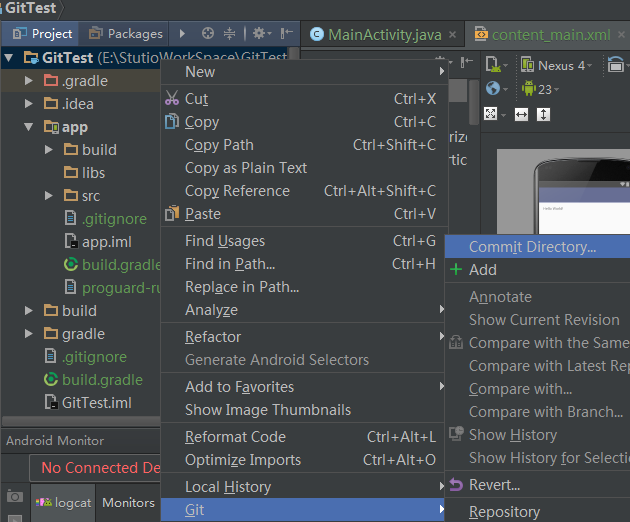 GitTest
Project
Packages
MainActivity.java
content_main.xml
GitTest (E:\StutioWorkSpace\GitTest
New
.gradle
Cut Ctrl+X
.idea
Copy Ctrl+C
app
Copy Path Ctrl+Shift+C
build
Copy as Plain Text
libs
Copy Reference Ctrl+Alt+Shift+C
src
Paste Ctrl+V
.gitignore
Find Usages Ctrl+G
app.iml
Find in Path... Ctrl+H
build.gradle
Replace in Path...
proguard-ru
Analyze
build
Refactor
gradle
Generate Android Selectors
.gitignore
Add to Favorites
build.gradle
Show Image Thumbnails
GitTest.iml
Reformat Code Ctrl+Alt+L
Android Monitor
Optimize Imports Ctrl+Alt+O
No Connected De
Local History
logcat
Monitors
Git
Nexus 4
23
Hello World!
Commit Directory...
Add
Annotate
Show Current Revision
Compare with the Same
Compare with Latest Rep
Compare with...
Compare with Branch...
Show History
Show History for Selectio
Revert...
Repository